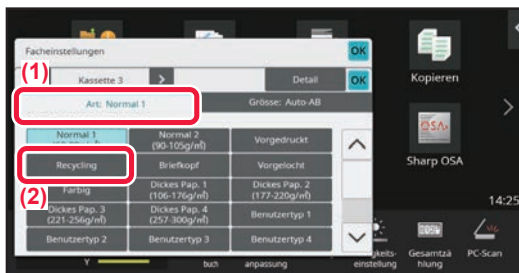 Facheinstellungen
OK
(1)
Kassette 3
Detail
OK
Art: Normal 1
Grösse: Auto-AB
Normal 1
Normal 2
(90-105g/㎡)
Vorgedruckt
Recycling
Briefkopf
Vorgelocht
(2)
Farbig
Dickes Pap. 1
(106-176g/㎡)
Dickes Pap. 2
(177-220g/㎡)
Dickes Pap. 3
(221-256g/㎡)
Dickes Pap. 4
(257-300g/㎡)
Benutzertyp 1
Benutzertyp 2
Benutzertyp 3
Benutzertyp 4
Kopieren
OSA
Sharp OSA
14:25
Y
buch
anpassung
einstellung
Gesamtzä
hlung
PC-Scan